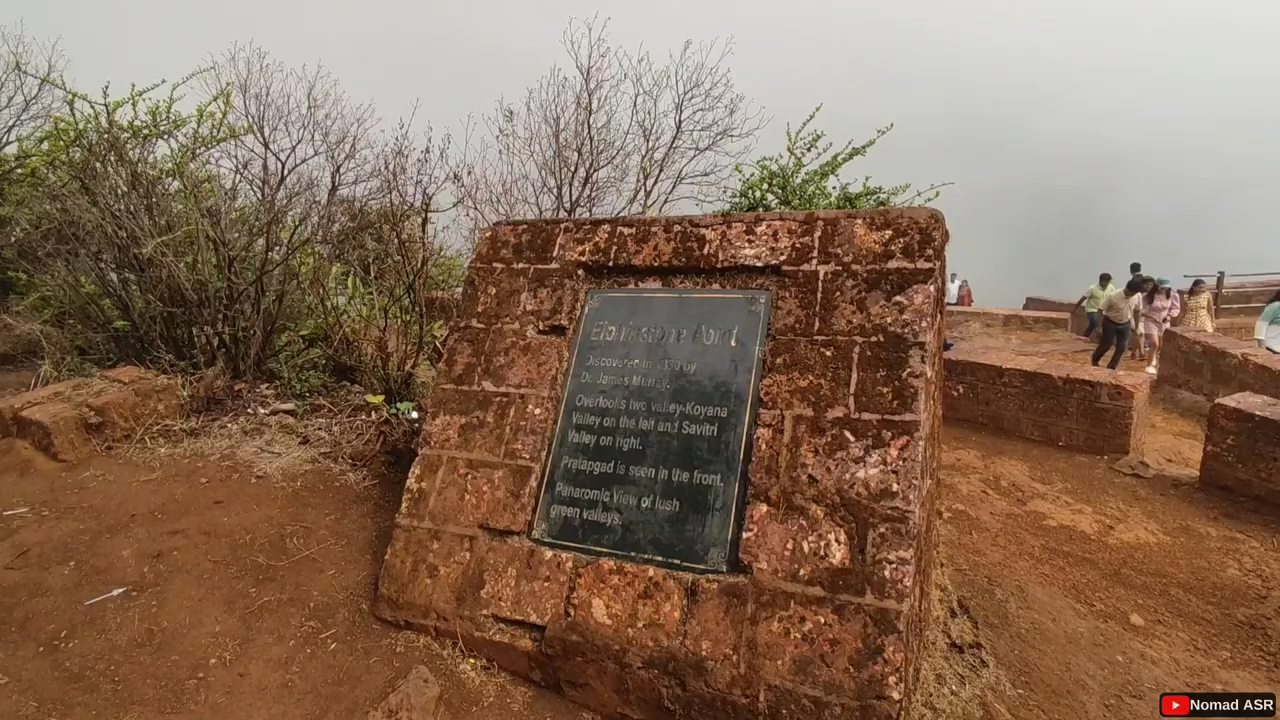 Elphinstone Point
Discovered in 1830 by
Dr. James Murray.
Overlooks two valley-Koyana
Valley on the left and Savitri
Valley on right.
Pratapgad is seen in the front.
Panaromic View of lush
green valleys.
Nomad ASR